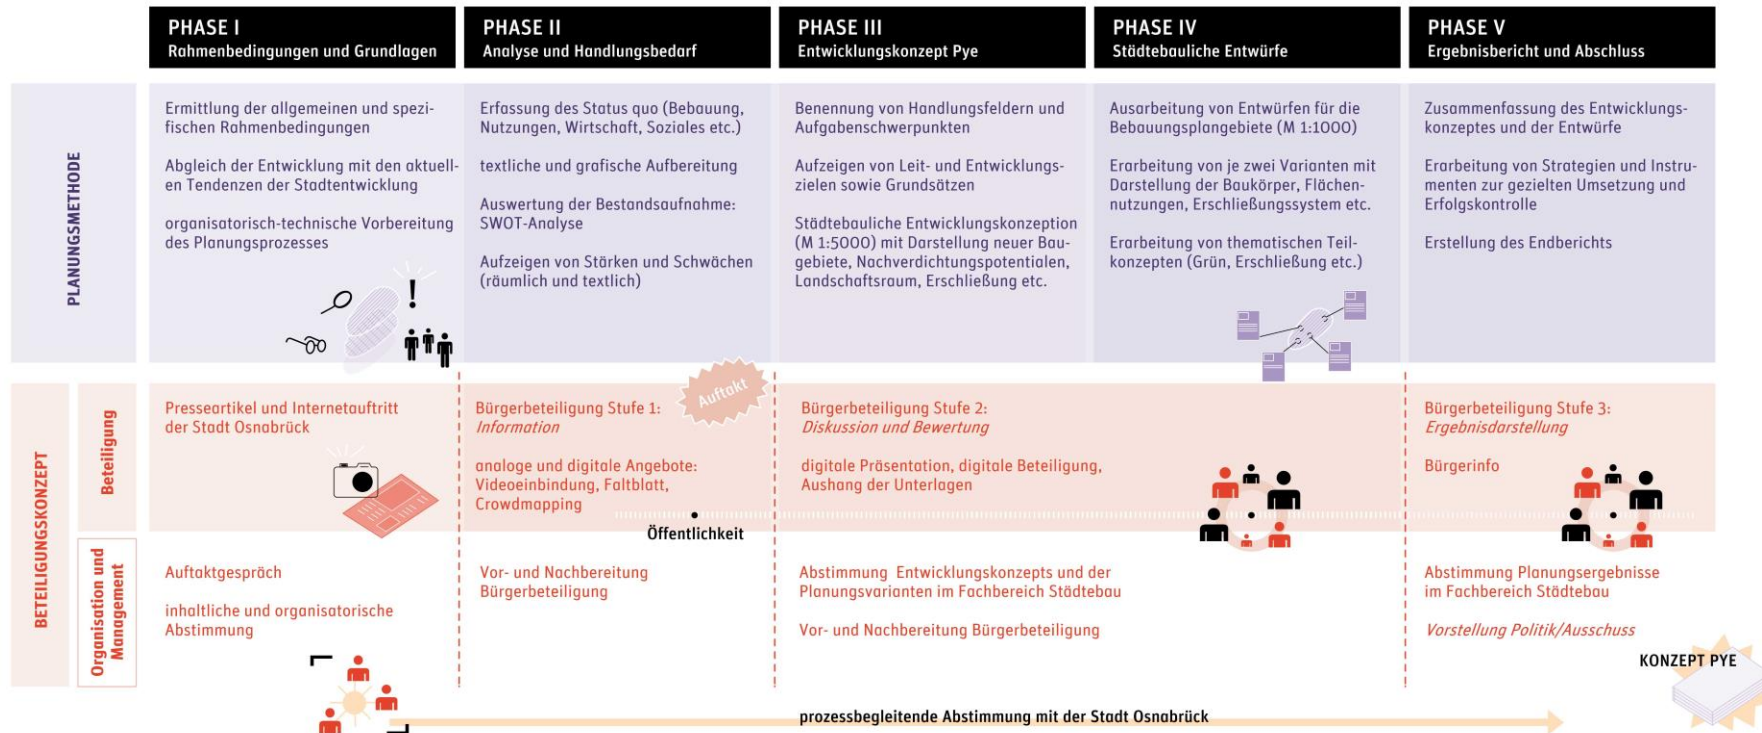 PHASE I
Rahmenbedingungen und Grundlagen
PHASE II
Analyse und Handlungsbedarf
PHASE III
Entwicklungskonzept Pye
PHASE IV
Städtebauliche Entwürfe
PHASE V
Ergebnisbericht und Abschluss
PLANUNGSMETHODE
Ermittlung der allgemeinen und spezi-
fischen Rahmenbedingungen
Abgleich der Entwicklung mit den aktuell-
en Tendenzen der Stadtentwicklung
organisatorisch-technische Vorbereitung
des Planungsprozesses
!
Erfassung des Status quo (Bebauung,
Nutzungen, Wirtschaft, Soziales etc.)
textliche und grafische Aufbereitung
Auswertung der Bestandsaufnahme:
SWOT-Analyse
Aufzeigen von Stärken und Schwächen
(räumlich und textlich)
Benennung von Handlungsfeldern und
Aufgabenschwerpunkten
Aufzeigen von Leit- und Entwicklungs-
zielen sowie Grundsätzen
Städtebauliche Entwicklungskonzeption
(M 1:5000) mit Darstellung neuer Bau-
gebiete, Nachverdichtungspotentialen,
Landschaftsraum, Erschließung etc.
Ausarbeitung von Entwürfen für die
Bebauungsplangebiete (M 1:1000)
Erarbeitung von je zwei Varianten mit
Darstellung der Baukörper, Flächen-
nutzungen, Erschließungssystem etc.
Erarbeitung von thematischen Teil-
konzepten (Grün, Erschließung etc.)
Zusammenfassung des Entwicklungs-
konzeptes und der Entwürfe
Erarbeitung von Strategien und Instru-
menten zur gezielten Umsetzung und
Erfolgskontrolle
Erstellung des Endberichts
BETEILIGUNGSKONZEPT
Beteiligung
Presseartikel und Internetauftritt
der Stadt Osnabrück
Bürgerbeteiligung Stufe 1:
Information
Auftakt
analoge und digitale Angebote:
Videoeinbindung, Faltblatt,
Crowdmapping
Öffentlichkeit
Bürgerbeteiligung Stufe 2:
Diskussion und Bewertung
digitale Präsentation, digitale Beteiligung,
Aushang der Unterlagen
Bürgerbeteiligung Stufe 3:
Ergebnisdarstellung
Bürgerinfo
Organisation und
Management
Auftaktgespräch
inhaltliche und organisatorische
Abstimmung
Vor- und Nachbereitung
Bürgerbeteiligung
Abstimmung Entwicklungskonzepts und der
Planungsvarianten im Fachbereich Städtebau
Vor- und Nachbereitung Bürgerbeteiligung
Abstimmung Planungsergebnisse
im Fachbereich Städtebau
Vorstellung Politik/Ausschuss
KONZEPT PYE
prozessbegleitende Abstimmung mit der Stadt Osnabrück